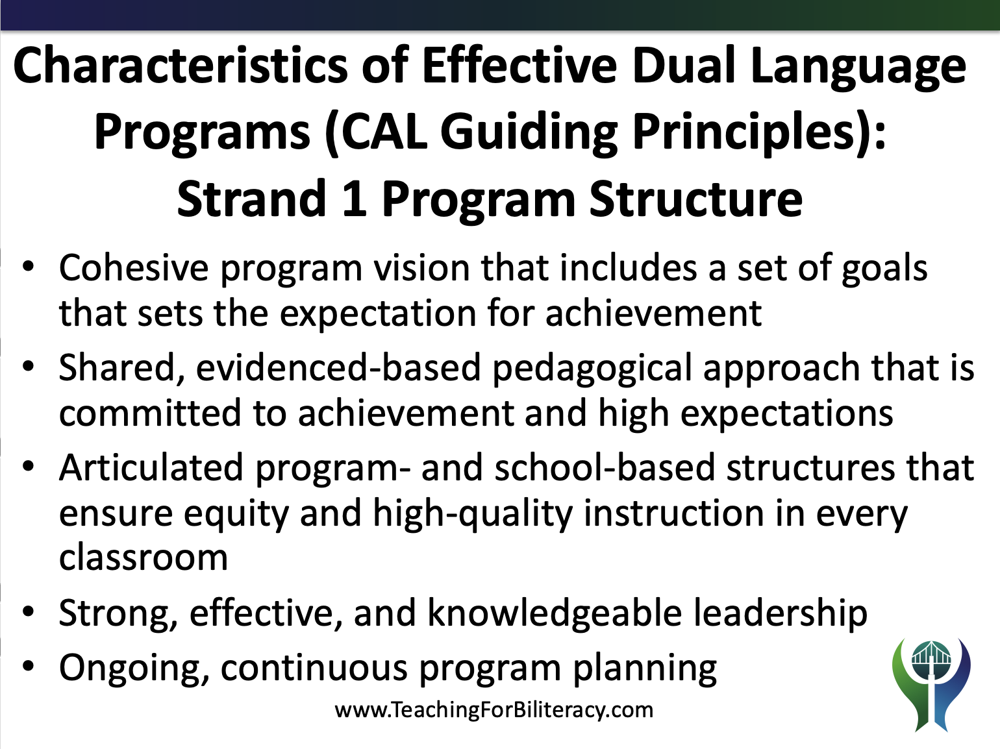 Characteristics of Effective Dual Language
Programs (CAL Guiding Principles):
Strand 1 Program Structure
• Cohesive program vision that includes a set of goals
that sets the expectation for achievement
• Shared, evidenced-based pedagogical approach that is
committed to achievement and high expectations
• Articulated program- and school-based structures that
ensure equity and high-quality instruction in every
classroom
• Strong, effective, and knowledgeable leadership
• Ongoing, continuous program planning
www.TeachingForBiliteracy.com